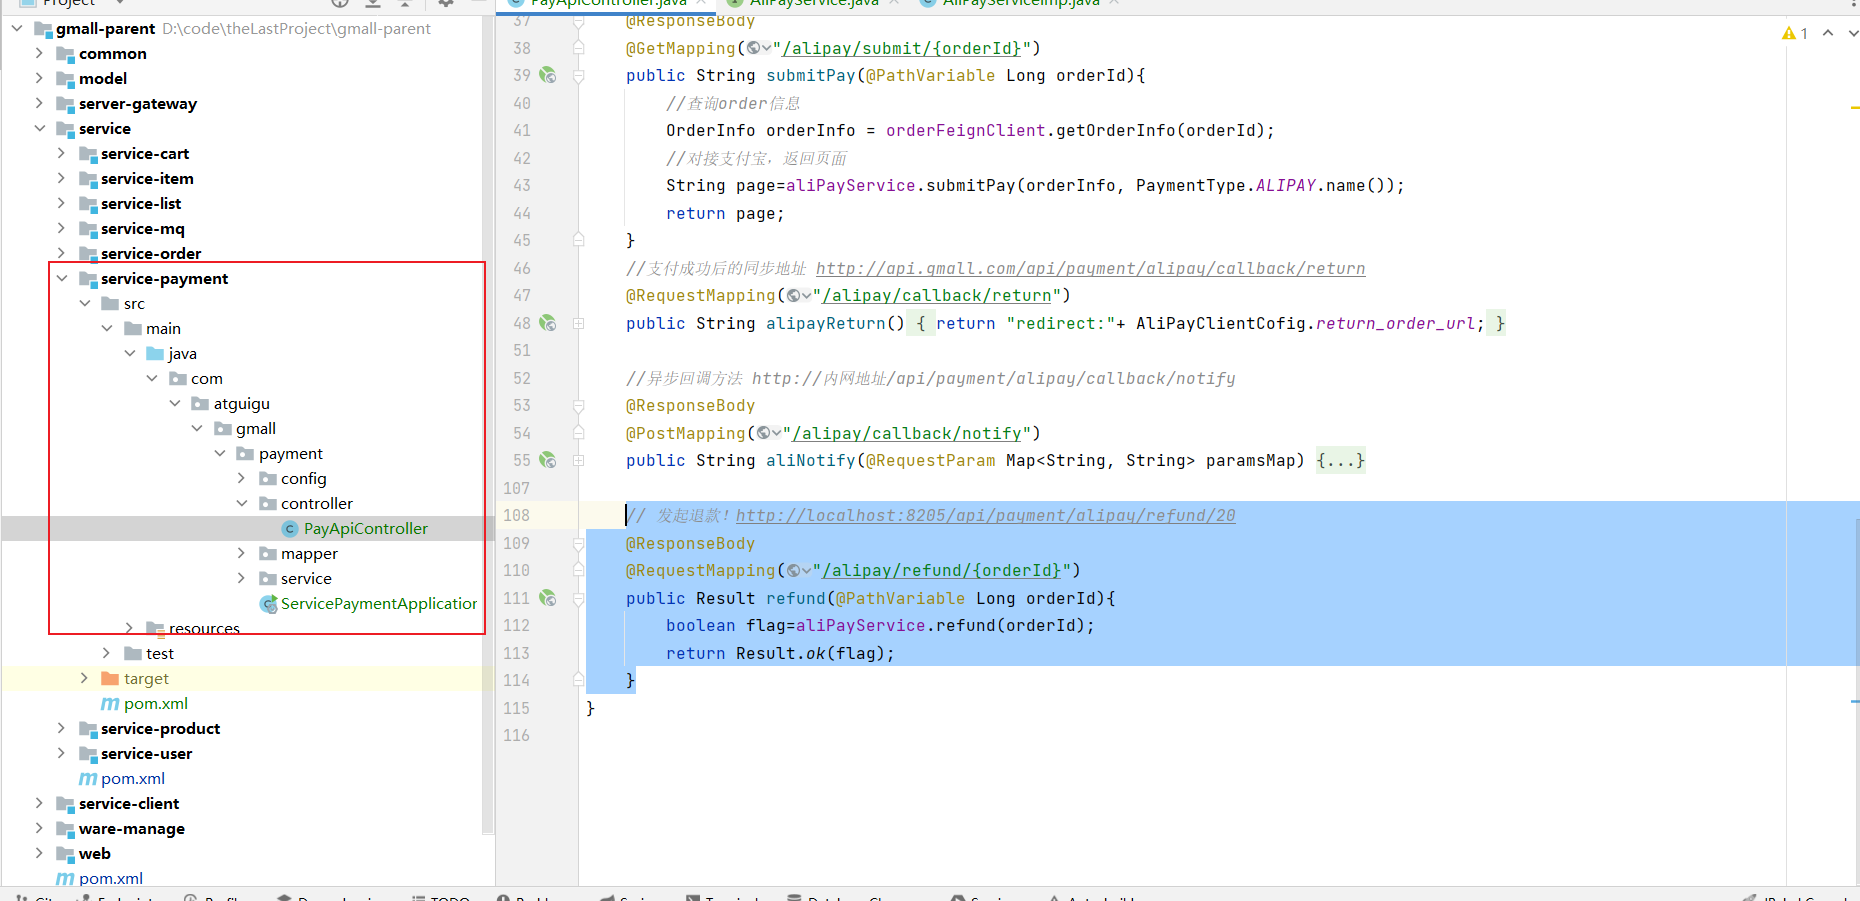 Project
PayApiController.java
AliPayService.java
AliPayServiceImp.java
gmall-parent D:\code\theLastProject\gmall-parent
common
model
server-gateway
service
service-cart
service-item
service-list
service-mq
service-order
service-payment
src
main
java
com
atguigu
gmall
payment
config
controller
PayApiController
mapper
service
ServicePaymentApplication
resources
test
target
pom.xml
service-product
service-user
pom.xml
service-client
ware-manage
web
pom.xml
1
37 @ResponseBody
38 @GetMapping("/alipay/submit/{orderId}")
39 public String submitPay(@PathVariable Long orderId){
40 //查询order信息
41 OrderInfo orderInfo = orderFeignClient.getOrderInfo(orderId);
42 //对接支付宝，返回页面
43 String page=aliPayService.submitPay(orderInfo, PaymentType.ALIPAY.name());
44 return page;
45 }
46 //支付成功后的同步地址 http://api.gmall.com/api/payment/alipay/callback/return
47 @RequestMapping("/alipay/callback/return")
48 public String alipayReturn() { return "redirect:"+ AliPayClientCofig.return_order_url; }
51
52 //异步回调方法 http://内网地址/api/payment/alipay/callback/notify
53 @ResponseBody
54 @PostMapping("/alipay/callback/notify")
55 public String aliNotify(@RequestParam Map<String, String> paramsMap) {...}
107
108 // 发起退款！http://localhost:8205/api/payment/alipay/refund/20
109 @ResponseBody
110 @RequestMapping("/alipay/refund/{orderId}")
111 public Result refund(@PathVariable Long orderId){
112 boolean flag=aliPayService.refund(orderId);
113 return Result.ok(flag);
114 }
115 }
116